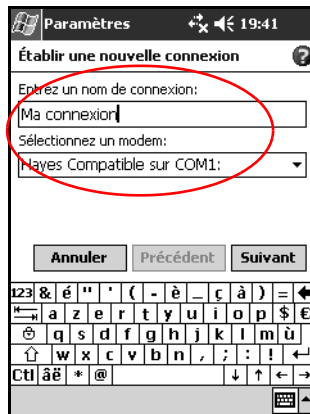 Paramètres 19:41
Établir une nouvelle connexion ?
Entrez un nom de connexion:
Ma connexion
Sélectionnez un modem:
Hayes Compatible sur COM1:
Annuler Précédent Suivant
123 & é " ' ( - è _ ç à ) =
a z e r t y u i o p $ €
q s d f g h j k l m ù
w x c v b n , ; : !
Ctl âë * @ ↓ ↑ ← →